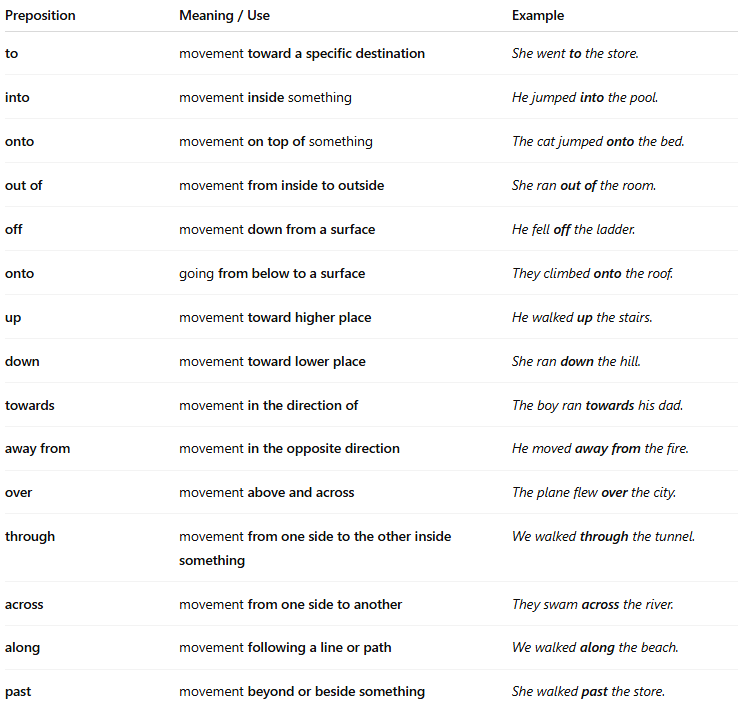 Preposition Meaning / Use Example
to movement toward a specific destination She went to the store.
into movement inside something He jumped into the pool.
onto movement on top of something The cat jumped onto the bed.
out of movement from inside to outside She ran out of the room.
off movement down from a surface He fell off the ladder.
onto going from below to a surface They climbed onto the roof.
up movement toward higher place He walked up the stairs.
down movement toward lower place She ran down the hill.
towards movement in the direction of The boy ran towards his dad.
away from movement in the opposite direction He moved away from the fire.
over movement above and across The plane flew over the city.
through movement from one side to the other inside We walked through the tunnel.
something
across movement from one side to another They swam across the river.
along movement following a line or path We walked along the beach.
past movement beyond or beside something She walked past the store.